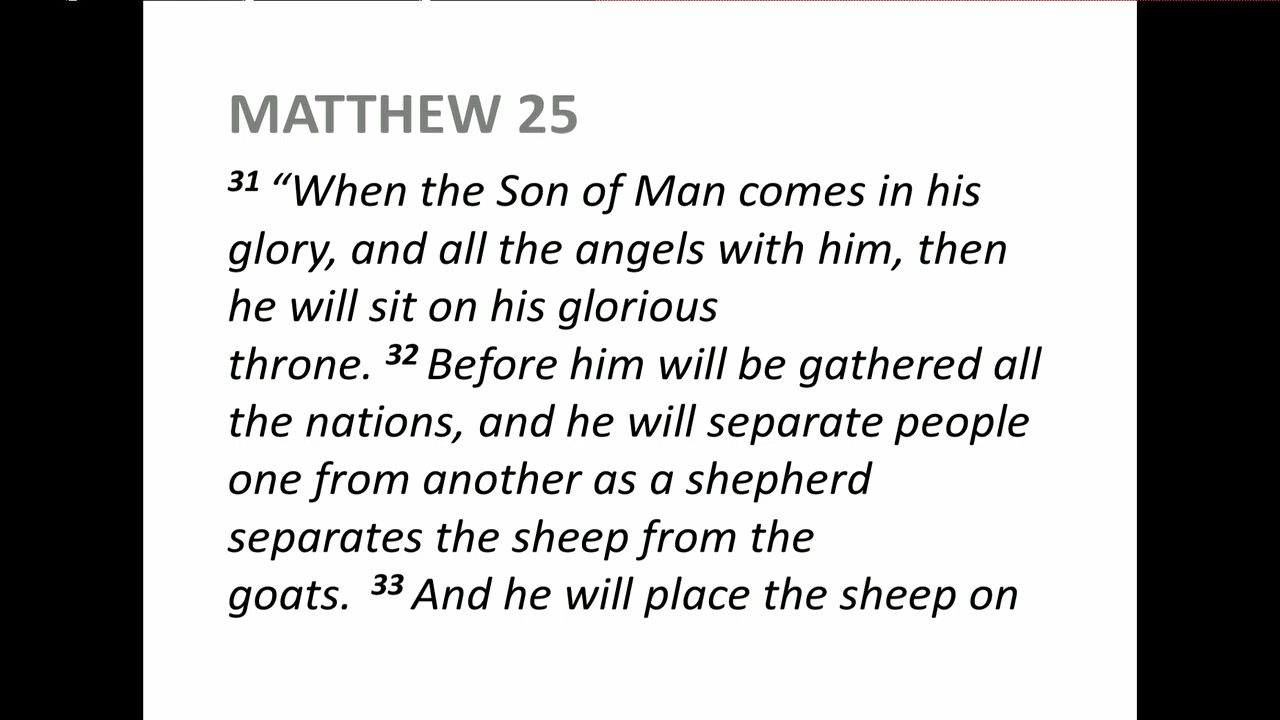 MATTHEW 25
31 “When the Son of Man comes in his
glory, and all the angels with him, then
he will sit on his glorious
throne. 32 Before him will be gathered all
the nations, and he will separate people
one from another as a shepherd
separates the sheep from the
goats. 33 And he will place the sheep on